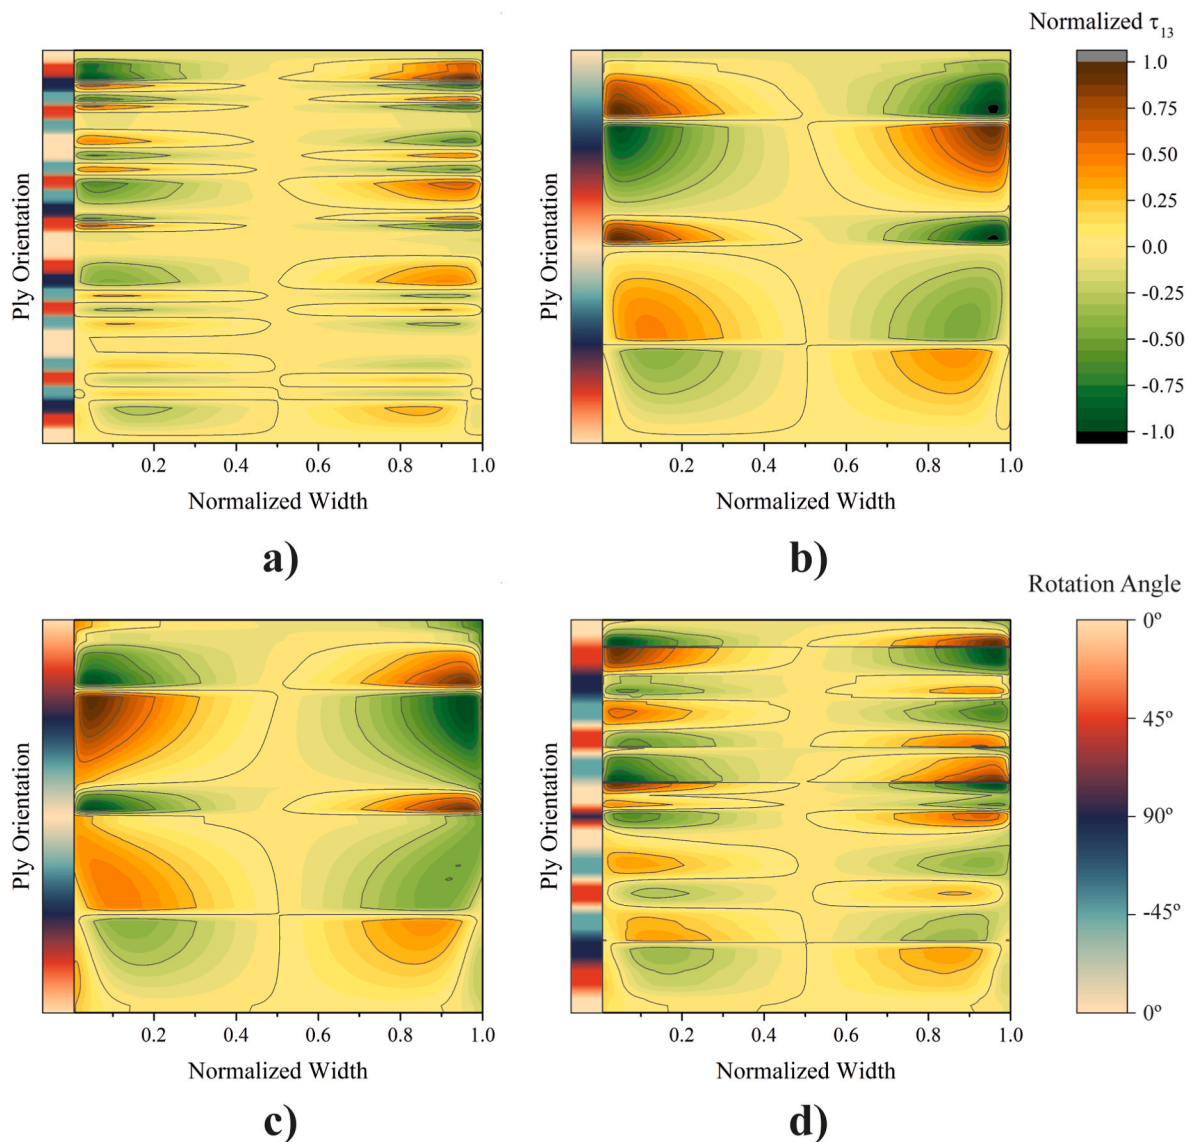 Normalized τ13
Ply Orientation
0.2 0.4 0.6 0.8 1.0
Normalized Width
a)
Ply Orientation
0.2 0.4 0.6 0.8 1.0
Normalized Width
b)
1.0
0.75
0.50
0.25
0.0
-0.25
-0.50
-0.75
-1.0
Rotation Angle
Ply Orientation
0.2 0.4 0.6 0.8 1.0
Normalized Width
c)
Ply Orientation
0.2 0.4 0.6 0.8 1.0
Normalized Width
d)
0º
45º
90º
-45º
0º